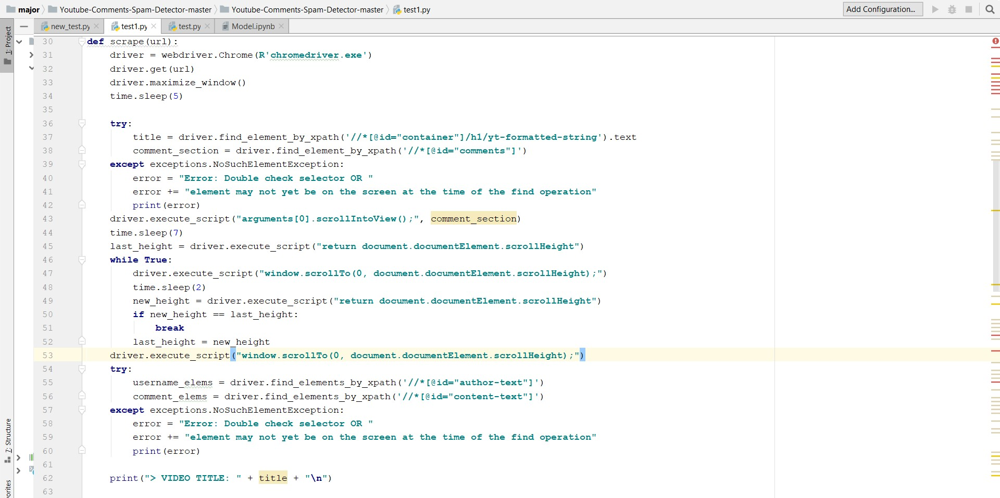 major Youtube-Comments-Spam-Detector-master Youtube-Comments-Spam-Detector-master test1.py Add Configuration...
new_test.py test1.py test.py Model.ipynb
1: Project
7: Structure
vorites
30 def scrape(url):
31 driver = webdriver.Chrome(R'chromedriver.exe')
32 driver.get(url)
33 driver.maximize_window()
34 time.sleep(5)
35
36 try:
37 title = driver.find_element_by_xpath('//*[@id="container"]/h1/yt-formatted-string').text
38 comment_section = driver.find_element_by_xpath('//*[@id="comments"]')
39 except exceptions.NoSuchElementException:
40 error = "Error: Double check selector OR "
41 error += "element may not yet be on the screen at the time of the find operation"
42 print(error)
43 driver.execute_script("arguments[0].scrollIntoView();", comment_section)
44 time.sleep(7)
45 last_height = driver.execute_script("return document.documentElement.scrollHeight")
46 while True:
47 driver.execute_script("window.scrollTo(0, document.documentElement.scrollHeight);")
48 time.sleep(2)
49 new_height = driver.execute_script("return document.documentElement.scrollHeight")
50 if new_height == last_height:
51 break
52 last_height = new_height
53 driver.execute_script("window.scrollTo(0, document.documentElement.scrollHeight);")
54 try:
55 username_elems = driver.find_elements_by_xpath('//*[@id="author-text"]')
56 comment_elems = driver.find_elements_by_xpath('//*[@id="content-text"]')
57 except exceptions.NoSuchElementException:
58 error = "Error: Double check selector OR "
59 error += "element may not yet be on the screen at the time of the find operation"
60 print(error)
61
62 print("> VIDEO TITLE: " + title + "\n")
63